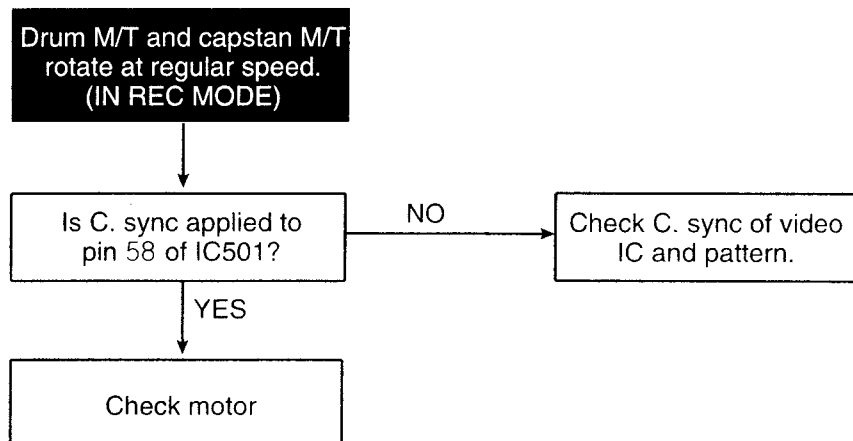 Drum M/T and capstan M/T
rotate at regular speed.
(IN REC MODE)
Is C. sync applied to
pin 58 of IC501?
NO
Check C. sync of video
IC and pattern.
YES
Check motor